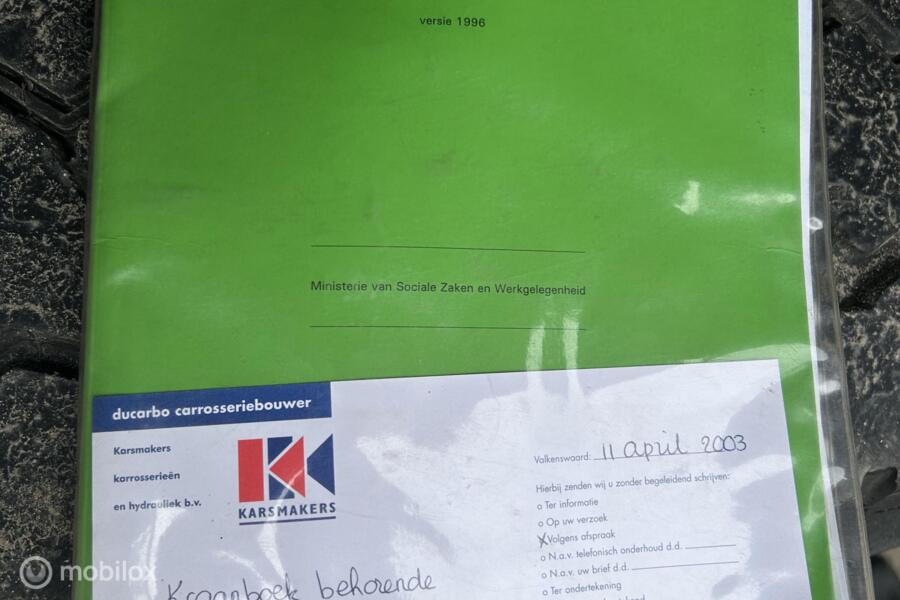 versie 1996
Ministerie van Sociale Zaken en Werkgelegenheid
ducarbo carrosseriebouwer
Karsmakers
karrosserieën
en hydrauliek b.v.
KARSMAKERS
Valkenswaard: 11 april 2003
Hierbij zenden wij u zonder begeleidend schrijven:
o Ter informatie
o Op uw verzoek
X Volgens afspraak
o N.a.v. telefonisch onderhoud d.d.
o N.a.v. uw brief d.d.
o Ter ondertekening
Kraanboek behorende
mobilox